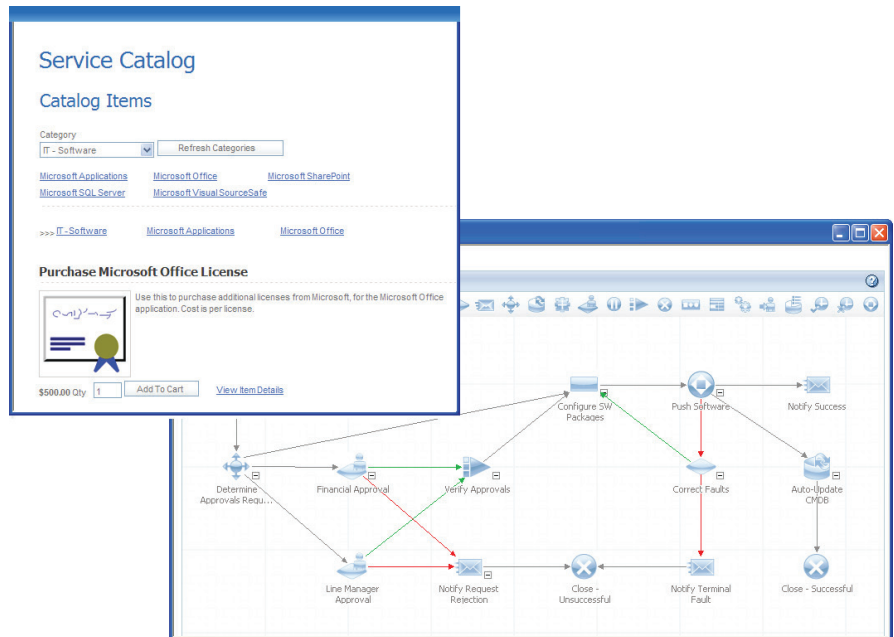 Service Catalog
Catalog Items
Category
IT - Software
Refresh Categories
Microsoft Applications
Microsoft Office
Microsoft SharePoint
Microsoft SQL Server
Microsoft Visual SourceSafe
>>> IT - Software
Microsoft Applications
Microsoft Office
Purchase Microsoft Office License
Use this to purchase additional licenses from Microsoft, for the Microsoft Office
application. Cost is per license.
$500.00 Qty 1 Add To Cart View Item Details
Configure SW
Packages
Push Software
Notify Success
Determine
Approvals Requ...
Financial Approval
Verify Approvals
Correct Faults
Auto-Update
CMDB
Line Manager
Approval
Notify Request
Rejection
Close -
Unsuccessful
Notify Terminal
Fault
Close - Successful